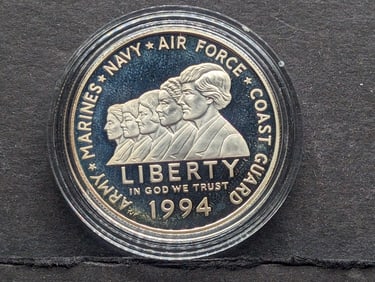 ARMY ★ MARINES ★ NAVY ★ AIR FORCE ★ COAST GUARD
LIBERTY
IN GOD WE TRUST
1994